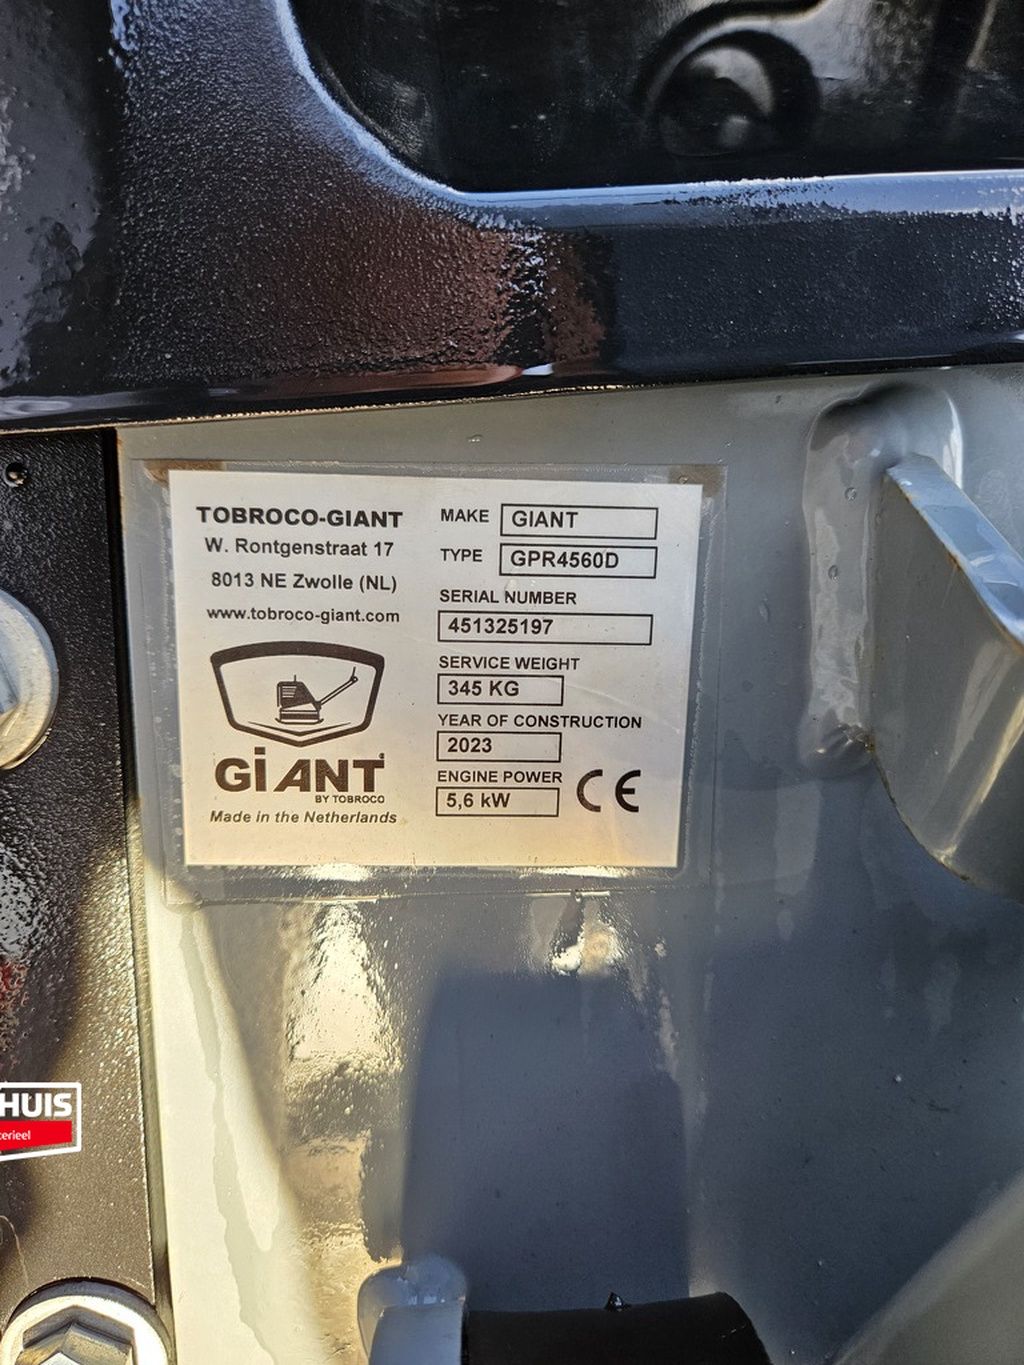 TOBROCO-GIANT
W. Rontgenstraat 17
8013 NE Zwolle (NL)
www.tobroco-giant.com
GiANT
BY TOBROCO
Made in the Netherlands
MAKE GIANT
TYPE GPR4560D
SERIAL NUMBER
451325197
SERVICE WEIGHT
345 KG
YEAR OF CONSTRUCTION
2023
ENGINE POWER
5,6 kW CE
HUIS
erieel